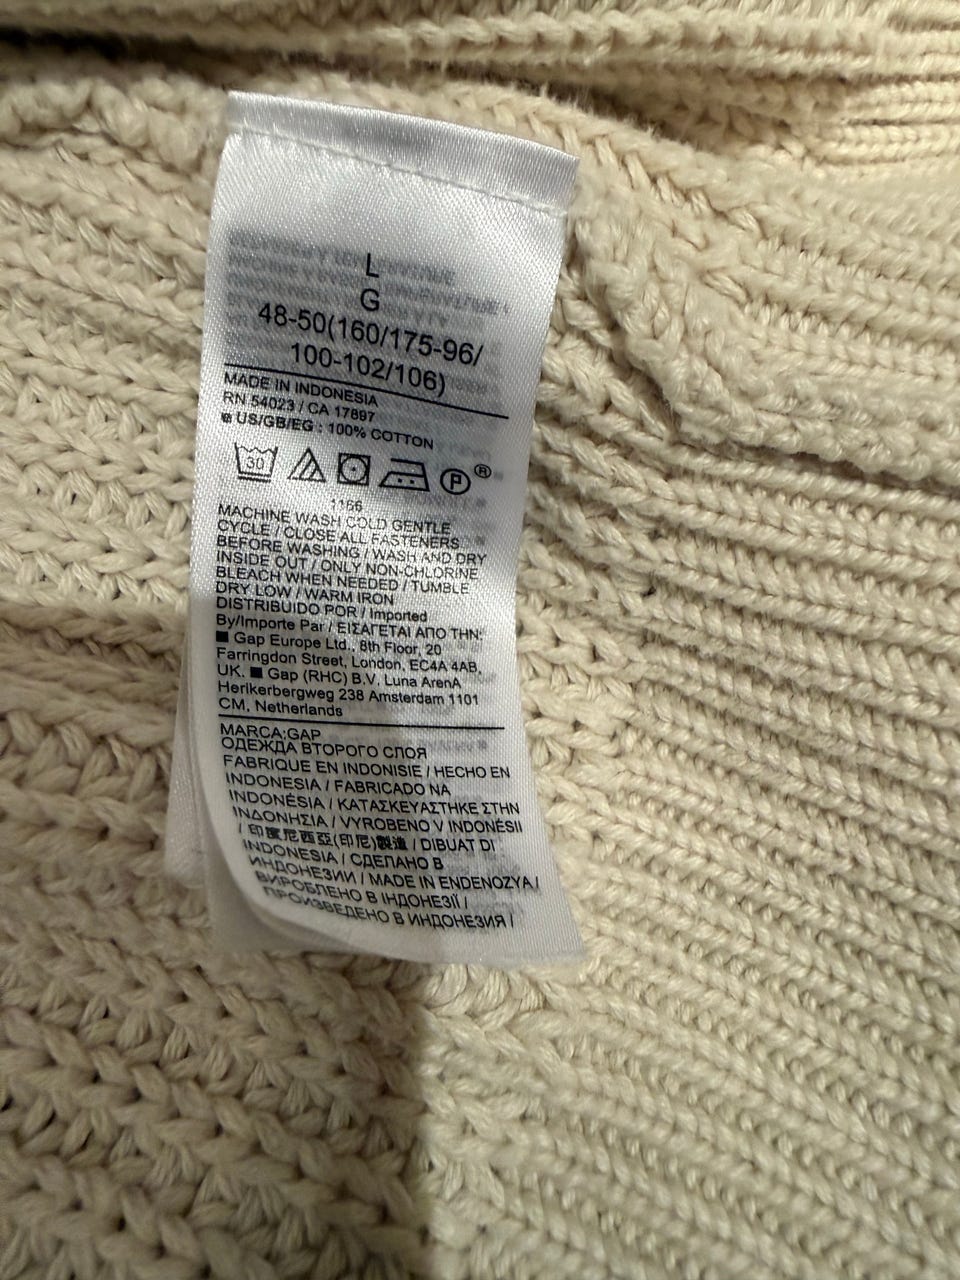 L
G
48-50(160/175-96/
100-102/106)
MADE IN INDONESIA
RN 54023 / CA 17897
US/GB/EG : 100% COTTON
30
P ®
1166
MACHINE WASH COLD GENTLE
CYCLE / CLOSE ALL FASTENERS
BEFORE WASHING / WASH AND DRY
INSIDE OUT / ONLY NON-CHLORINE
BLEACH WHEN NEEDED / TUMBLE
DRY LOW / WARM IRON
DISTRIBUIDO POR / Imported
By/Importe Par / ΕΙΣΑΓΕΤΑΙ ΑΠΟ ΤΗΝ:
■ Gap Europe Ltd., 8th Floor, 20
Farringdon Street, London, EC4A 4AB,
UK. ■ Gap (RHC) B.V. Luna ArenA
Herikerbergweg 238 Amsterdam 1101
CM, Netherlands
MARCA:GAP
ОДЕЖДА ВТОРОГО СЛОЯ
FABRIQUE EN INDONISIE / HECHO EN
INDONESIA / FABRICADO NA
INDONÉSIA / ΚΑΤΑΣΚΕΥΑΣΤΗΚΕ ΣΤΗΝ
ΙΝΔΟΝΗΣΙΑ / VYROBENO V INDONÉSII
/ 印度尼西亞(印尼)製造 / DIBUAT DI
INDONESIA / СДЕЛАНО В
ИНДОНЕЗИИ / MADE IN ENDENOZYA /
ВИРОБЛЕНО В ІНДОНЕЗІЇ /
ПРОИЗВЕДЕНО В ИНДОНЕЗИЯ /